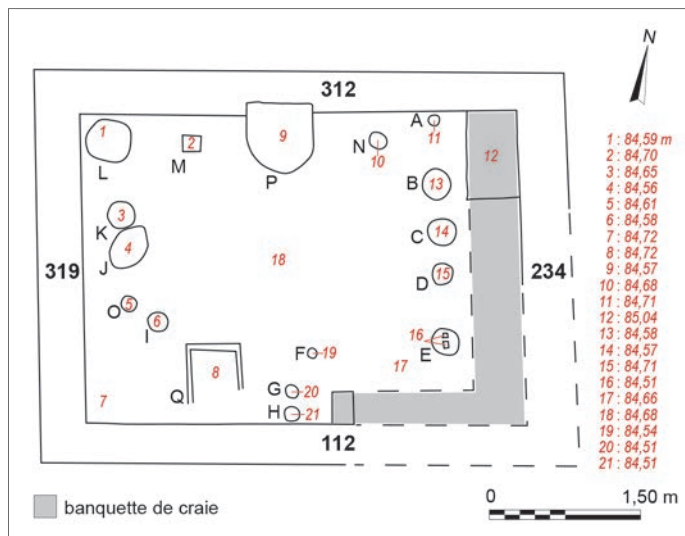 312
N
A
11
1
2
9
N
10
12
L
M
P
B
13
3
K
4
J
C
14
319
18
234
D
15
O
5
6
I
16
E
F
19
17
8
Q
7
G
20
H
21
112
1 : 84,59 m
2 : 84,70
3 : 84,65
4 : 84,56
5 : 84,61
6 : 84,58
7 : 84,72
8 : 84,72
9 : 84,57
10 : 84,68
11 : 84,71
12 : 85,04
13 : 84,58
14 : 84,57
15 : 84,71
16 : 84,51
17 : 84,66
18 : 84,68
19 : 84,54
20 : 84,51
21 : 84,51
banquette de craie
0 1,50 m